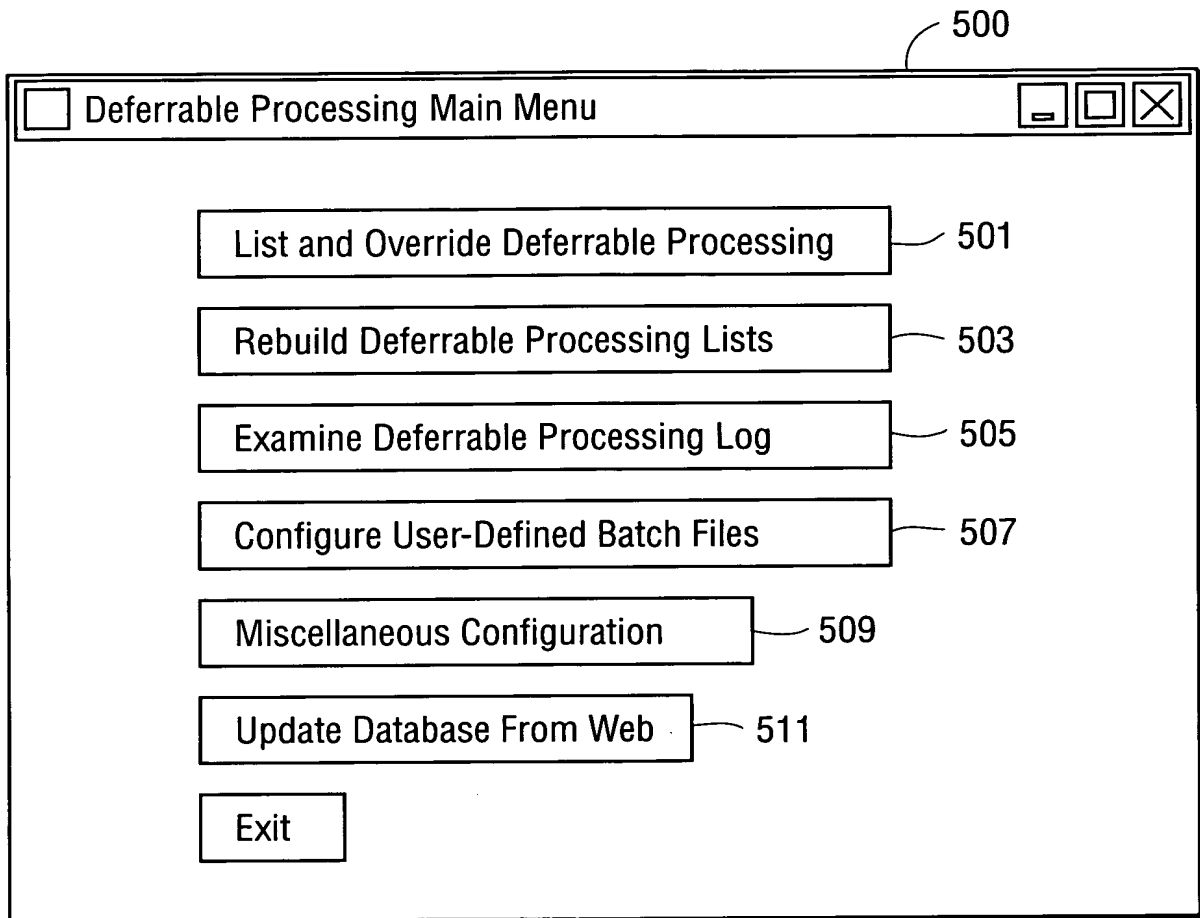 500
Deferrable Processing Main Menu
List and Override Deferrable Processing 501
Rebuild Deferrable Processing Lists 503
Examine Deferrable Processing Log 505
Configure User-Defined Batch Files 507
Miscellaneous Configuration 509
Update Database From Web 511
Exit